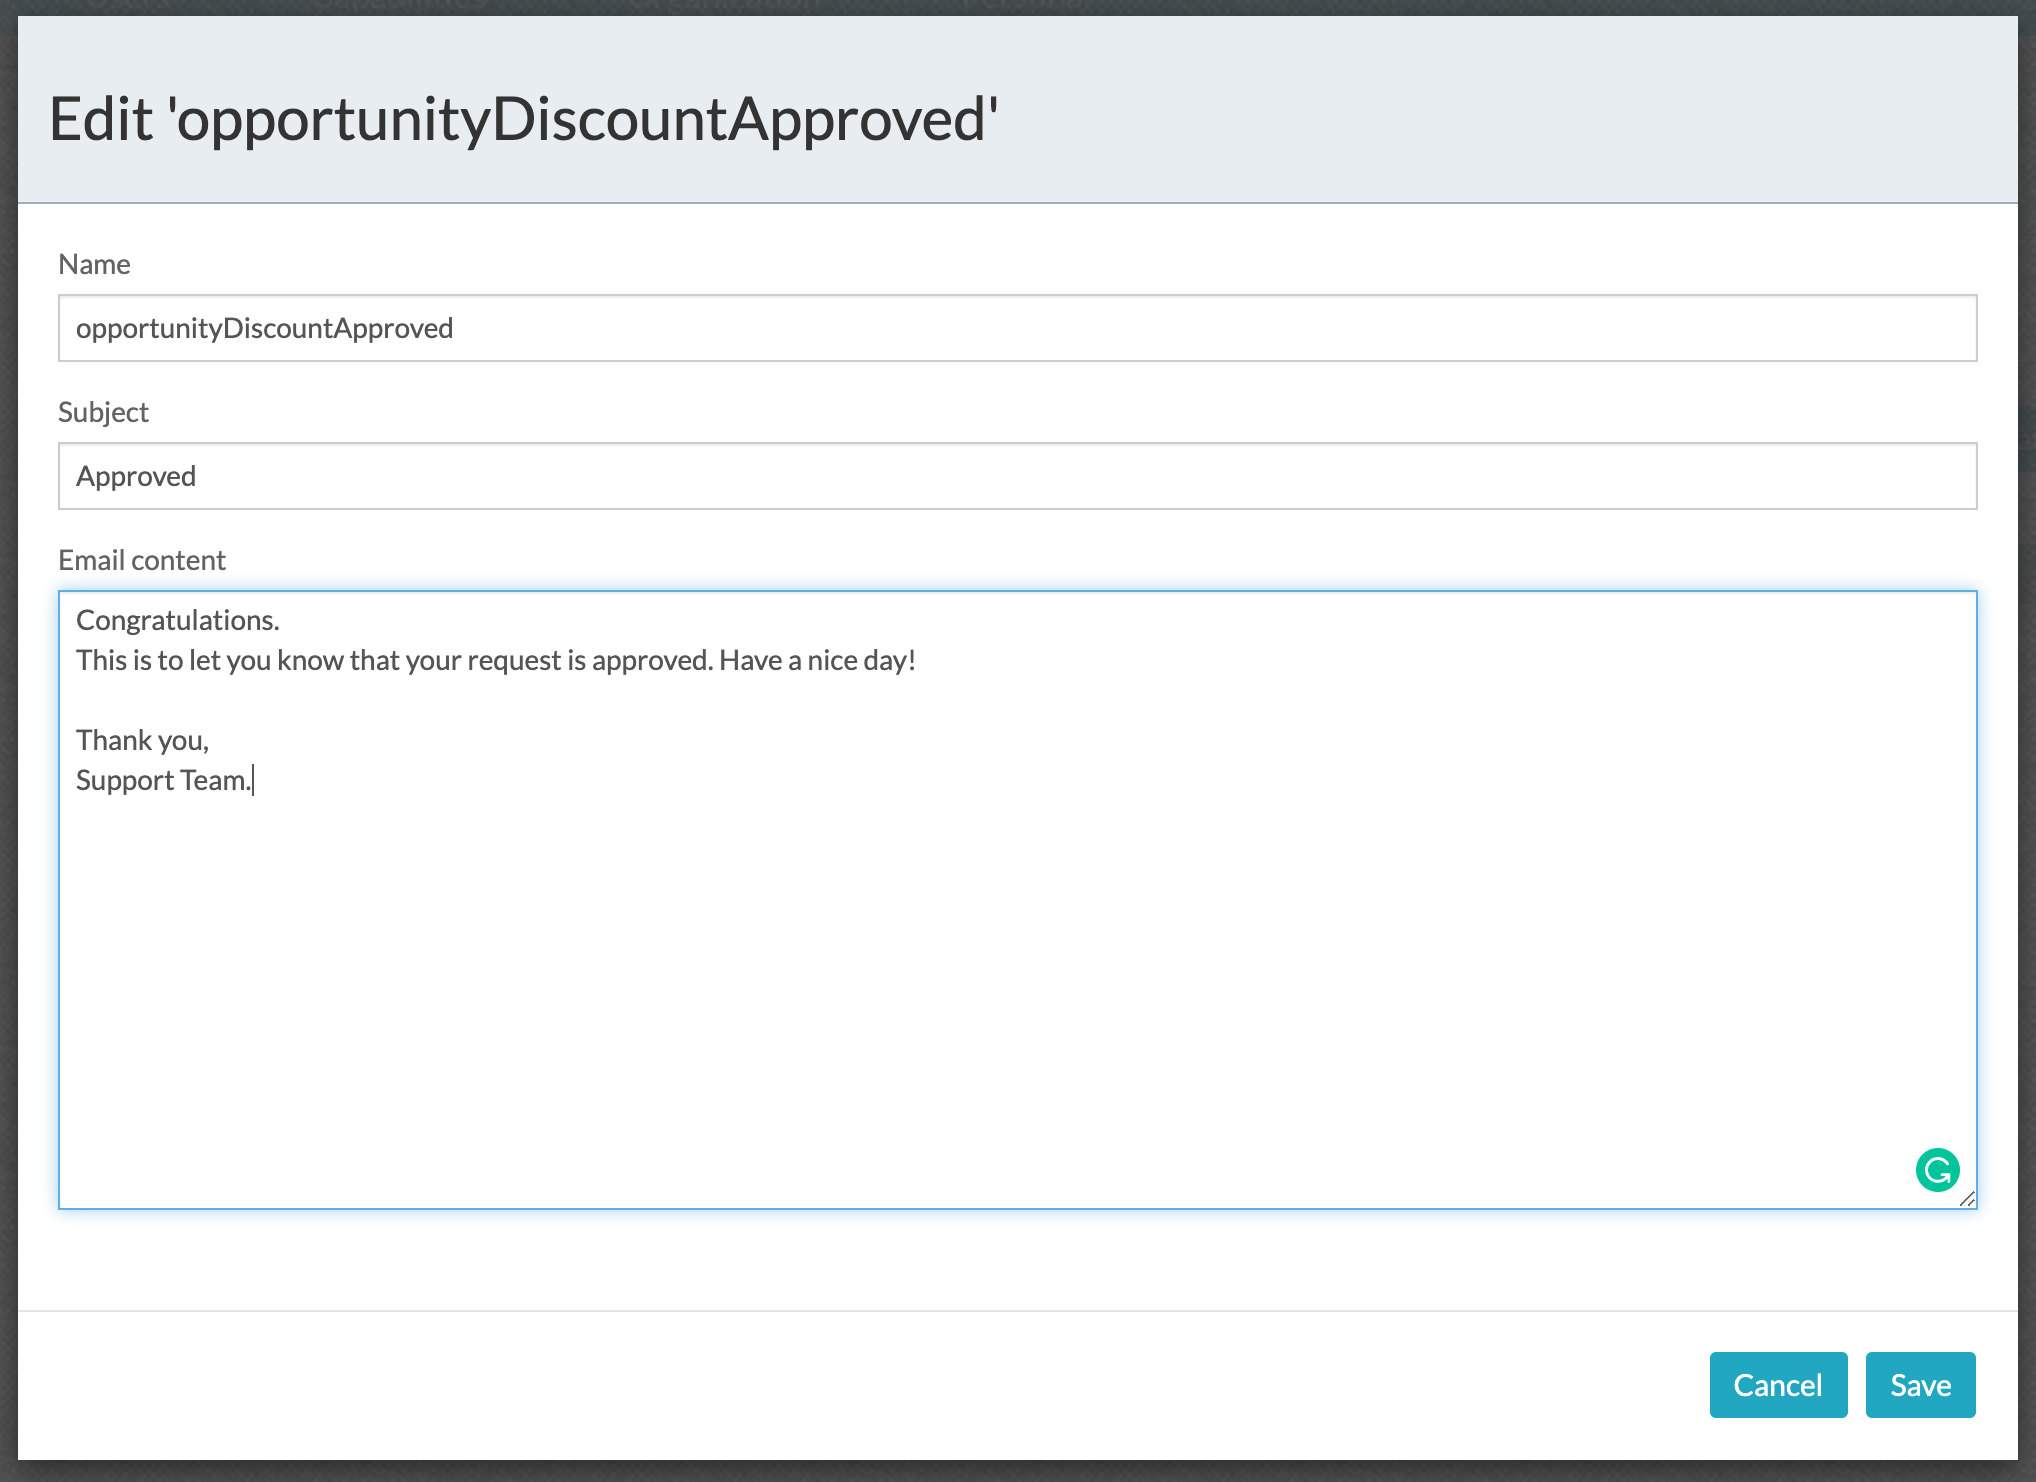 Edit 'opportunityDiscountApproved'
Name
opportunityDiscountApproved
Subject
Approved
Email content
Congratulations.
This is to let you know that your request is approved. Have a nice day!
Thank you,
Support Team.
Cancel
Save